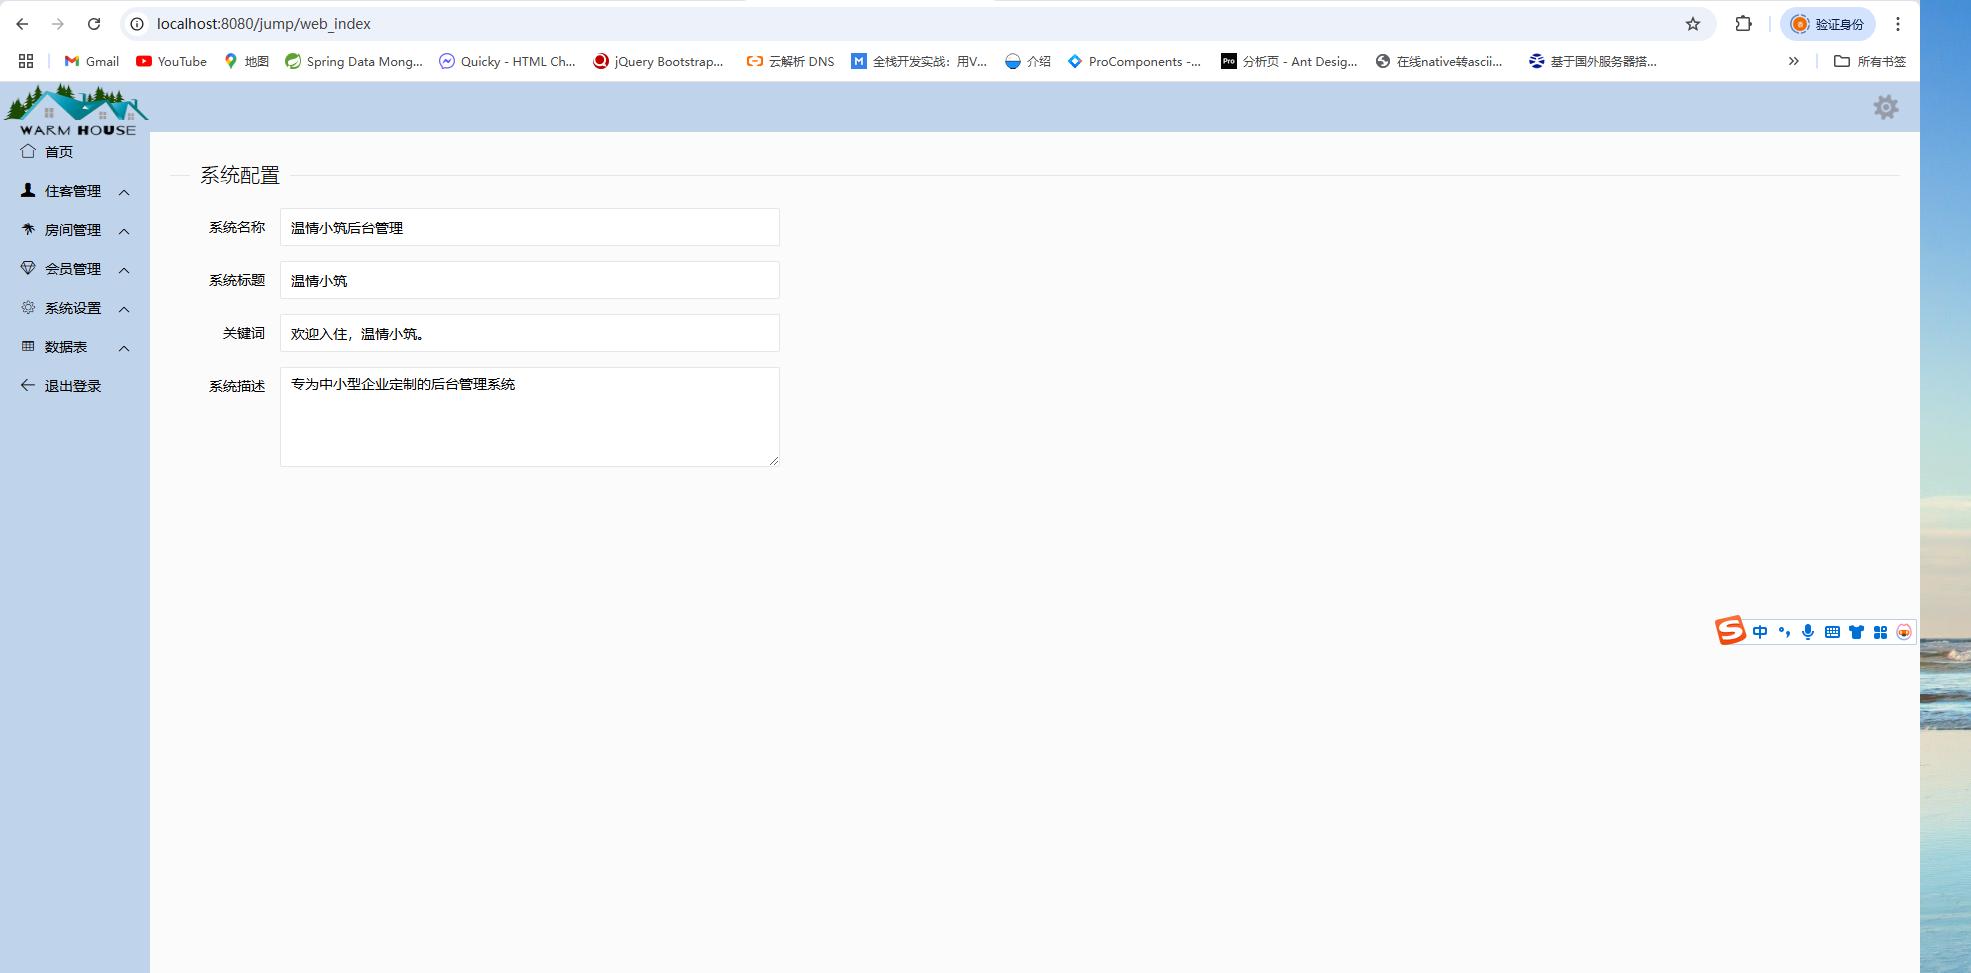 localhost:8080/jump/web_index
验证身份
Gmail
YouTube
地图
Spring Data Mong...
Quicky - HTML Ch...
jQuery Bootstrap...
云解析 DNS
全栈开发实战：用V...
介绍
ProComponents -...
Pro
分析页 - Ant Desig...
在线native转ascii...
基于国外服务器搭...
所有书签
WARM HOUSE
首页
住客管理
房间管理
会员管理
系统设置
数据表
退出登录
系统配置
系统名称
温情小筑后台管理
系统标题
温情小筑
关键词
欢迎入住，温情小筑。
系统描述
专为中小型企业定制的后台管理系统
中